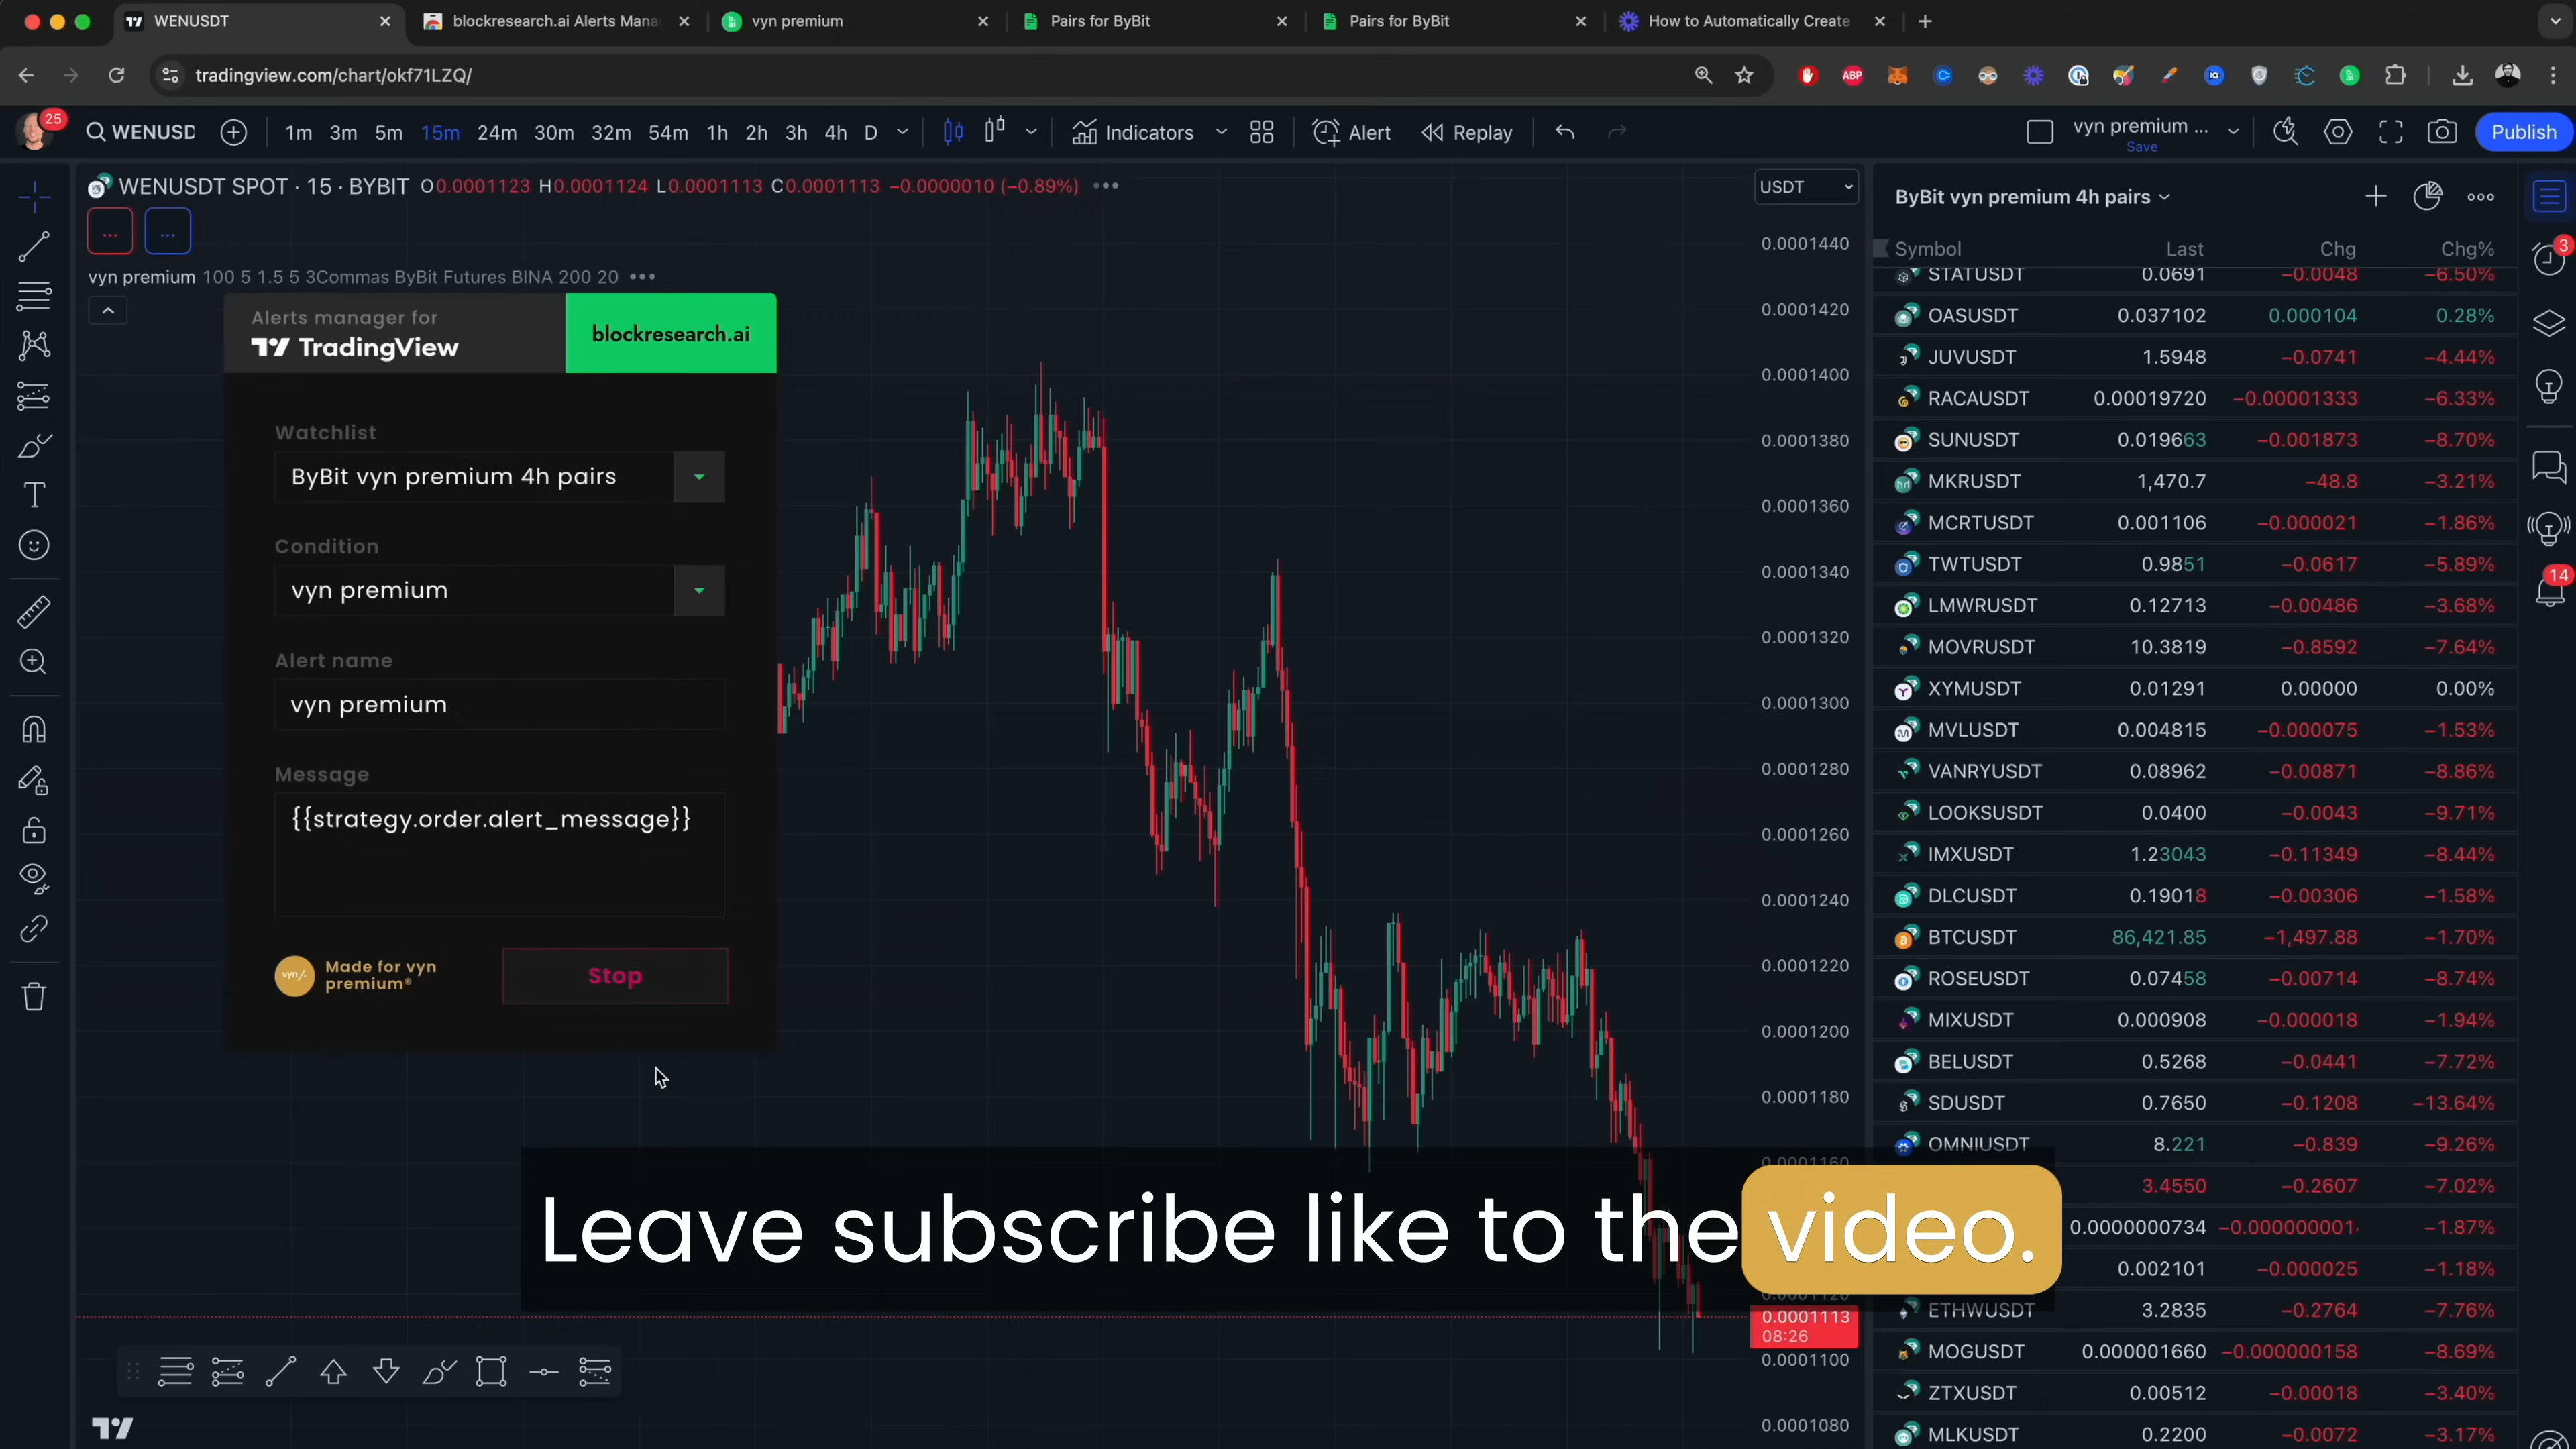 WENUSDT
blockresearch.ai Alerts Mana
vyn premium
Pairs for ByBit
Pairs for ByBit
How to Automatically Create
tradingview.com/chart/okf71LZQ/
ABP
25
WENUSD
1m 3m 5m 15m 24m 30m 32m 54m 1h 2h 3h 4h D
Indicators
Alert
Replay
vyn premium ...
Save
Publish
WENUSDT SPOT · 15 · BYBIT O0.0001123 H0.0001124 L0.0001113 C0.0001113 −0.0000010 (−0.89%)
vyn premium 100 5 1.5 5 3Commas ByBit Futures BINA 200 20
Alerts manager for
TradingView
blockresearch.ai
Watchlist
ByBit vyn premium 4h pairs
Condition
vyn premium
Alert name
vyn premium
Message
{{strategy.order.alert_message}}
vyn/.
Made for vyn
premium®
Stop
USDT
0.0001440
0.0001420
0.0001400
0.0001380
0.0001360
0.0001340
0.0001320
0.0001300
0.0001280
0.0001260
0.0001240
0.0001220
0.0001200
0.0001180
0.0001160
0.0001120
0.0001113
08:26
0.0001100
0.0001080
ByBit vyn premium 4h pairs
Symbol Last Chg Chg%
STATUSDT 0.0691 −0.0048 −6.50%
OASUSDT 0.037102 0.000104 0.28%
JUVUSDT 1.5948 −0.0741 −4.44%
RACAUSDT 0.00019720 −0.00001333 −6.33%
SUNUSDT 0.019663 −0.001873 −8.70%
MKRUSDT 1,470.7 −48.8 −3.21%
MCRTUSDT 0.001106 −0.000021 −1.86%
TWTUSDT 0.9851 −0.0617 −5.89%
LMWRUSDT 0.12713 −0.00486 −3.68%
MOVRUSDT 10.3819 −0.8592 −7.64%
XYMUSDT 0.01291 0.00000 0.00%
MVLUSDT 0.004815 −0.000075 −1.53%
VANRYUSDT 0.08962 −0.00871 −8.86%
LOOKSUSDT 0.0400 −0.0043 −9.71%
IMXUSDT 1.23043 −0.11349 −8.44%
DLCUSDT 0.19018 −0.00306 −1.58%
BTCUSDT 86,421.85 −1,497.88 −1.70%
ROSEUSDT 0.07458 −0.00714 −8.74%
MIXUSDT 0.000908 −0.000018 −1.94%
BELUSDT 0.5268 −0.0441 −7.72%
SDUSDT 0.7650 −0.1208 −13.64%
OMNIUSDT 8.221 −0.839 −9.26%
3.4550 −0.2607 −7.02%
0.0000000734 −0.000000001 −1.87%
0.002101 −0.000025 −1.18%
ETHWUSDT 3.2835 −0.2764 −7.76%
MOGUSDT 0.000001660 −0.000000158 −8.69%
ZTXUSDT 0.00512 −0.00018 −3.40%
MLKUSDT 0.2200 −0.0072 −3.17%
3
14
Leave subscribe like to the video.